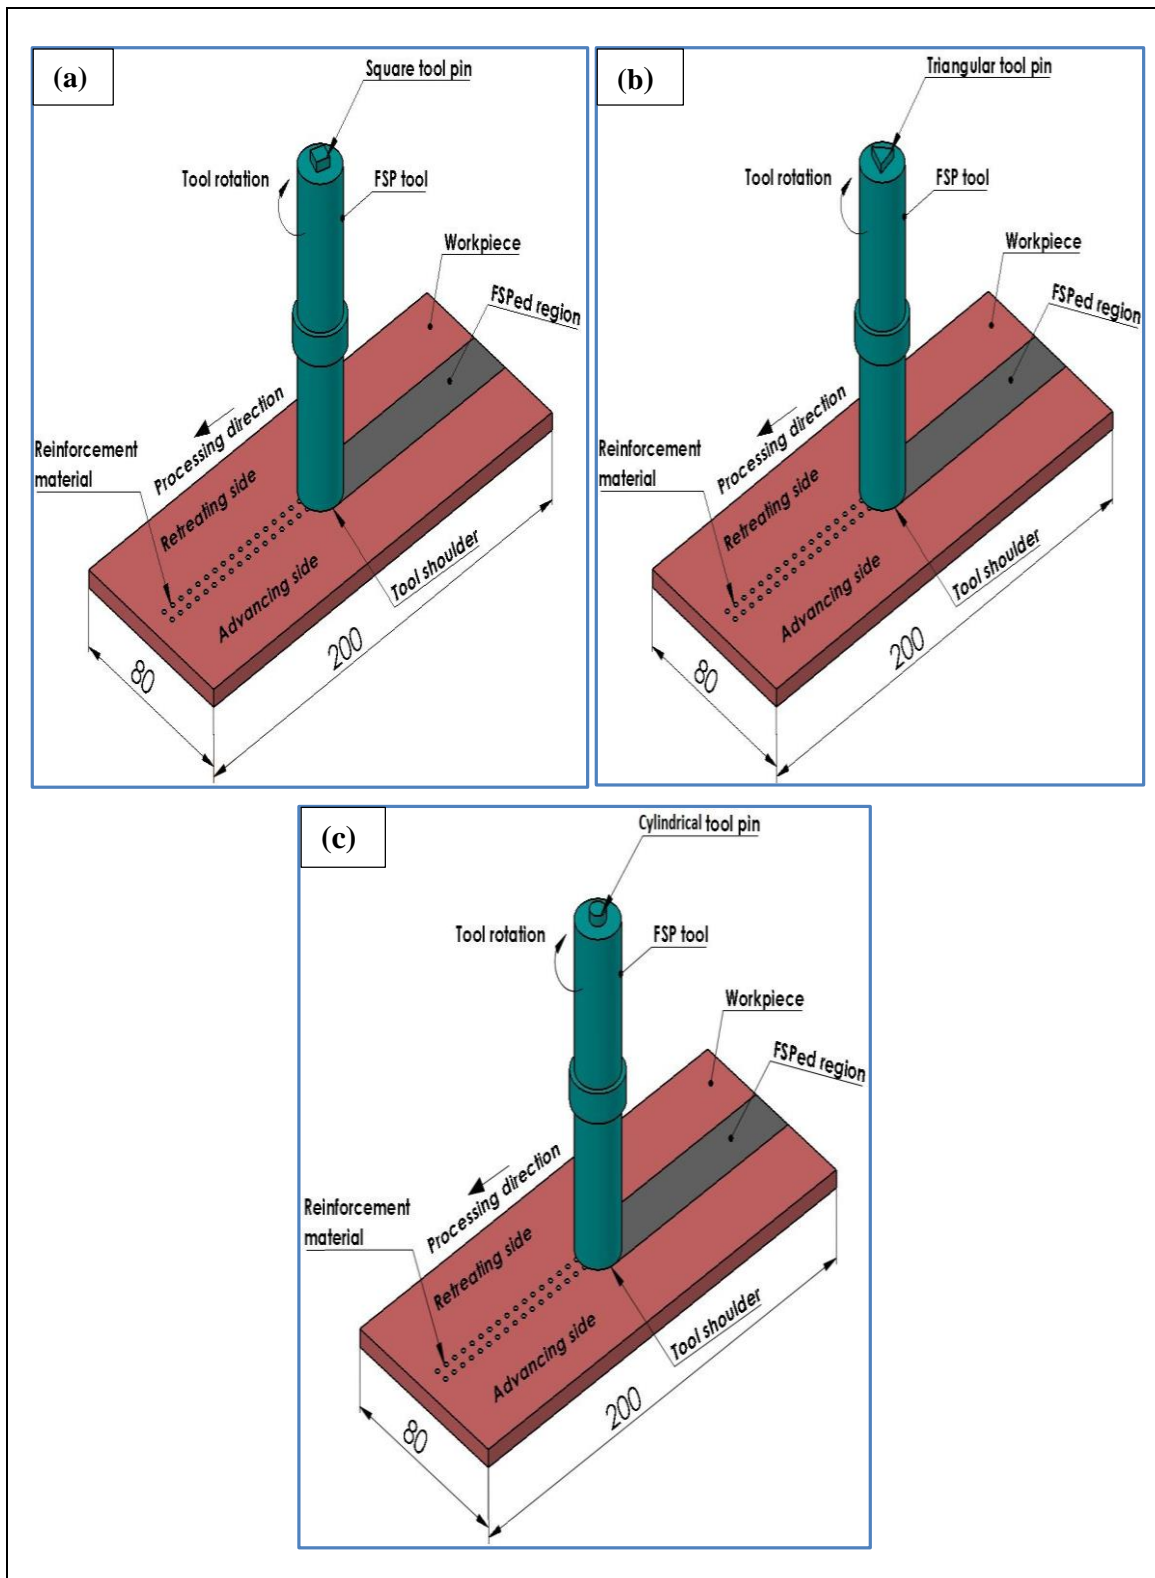 (a)
Square tool pin
Tool rotation
FSP tool
Workpiece
FSPed region
Processing direction
Reinforcement
material
Retreating side
Advancing side
Tool shoulder
80
200
(b)
Triangular tool pin
Tool rotation
FSP tool
Workpiece
FSPed region
Processing direction
Reinforcement
material
Retreating side
Advancing side
Tool shoulder
80
200
(c)
Cylindrical tool pin
Tool rotation
FSP tool
Workpiece
FSPed region
Processing direction
Reinforcement
material
Retreating side
Advancing side
Tool shoulder
80
200